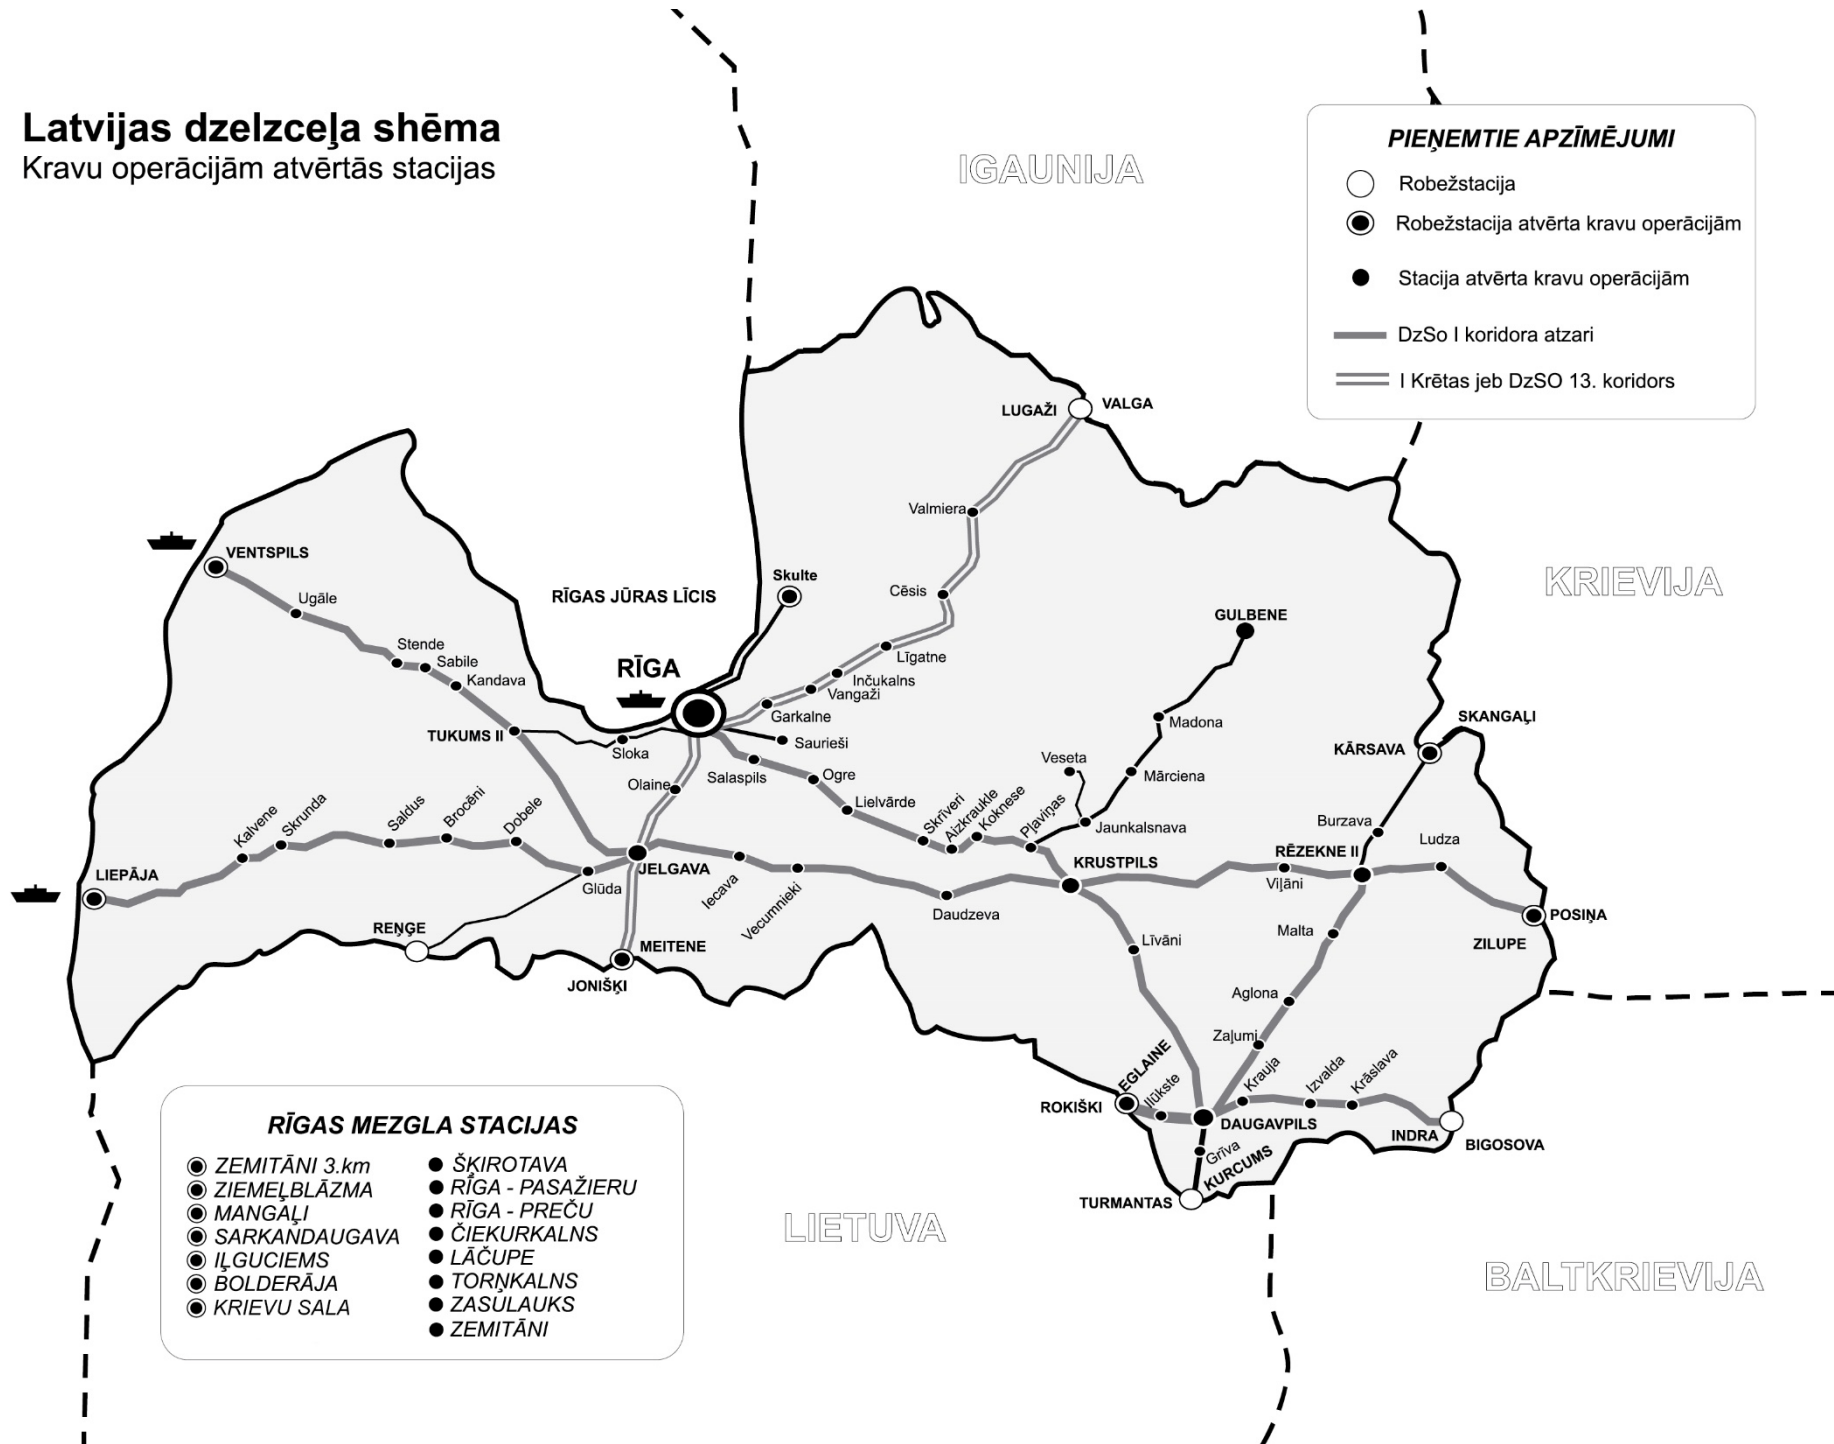 Latvijas dzelzceļa shēma
Kravu operācijām atvērtās stacijas
IGAUNIJA
PIEŅEMTIE APZĪMĒJUMI
Robežstacija
Robežstacija atvērta kravu operācijām
Stacija atvērta kravu operācijām
DzSo I koridora atzari
I Krētas jeb DzSO 13. koridors
LUGAŽI
VALGA
Valmiera
VENTSPILS
Ugāle
RĪGAS JŪRAS LĪCIS
Skulte
Cēsis
KRIEVIJA
GULBENE
Stende
Sabile
Kandava
RĪGA
Līgatne
Inčukalns
Vangaži
Garkalne
Madona
SKANGAĻI
TUKUMS II
Sloka
Saurieši
KĀRSAVA
Olaine
Salaspils
Ogre
Veseta
Mārciena
Lielvārde
Kalvene
Skrunda
Saldus
Brocēni
Dobele
Skrīveri
Aizkraukle
Koknese
Pļaviņas
Jaunkalsnava
Burzava
Ludza
RĒZEKNE II
LIEPĀJA
Glūda
JELGAVA
Iecava
Vecumnieki
KRUSTPILS
Viļāni
Daudzeva
POSIŅA
ZILUPE
REŅĢE
MEITENE
JONIŠĶI
Līvāni
Malta
Aglona
Zaļumi
EGLAINE
Ilūkste
Krauja
Izvalda
Krāslava
ROKIŠKI
DAUGAVPILS
INDRA
BIGOSOVA
Grīva
KURCUMS
TURMANTAS
LIETUVA
BALTKRIEVIJA
RĪGAS MEZGLA STACIJAS
ZEMITĀNI 3.km
ZIEMEĻBLĀZMA
MANGAĻI
SARKANDAUGAVA
IĻGUCIEMS
BOLDERĀJA
KRIEVU SALA
ŠĶIROTAVA
RĪGA - PASAŽIERU
RĪGA - PREČU
ČIEKURKALNS
LĀČUPE
TORŅKALNS
ZASULAUKS
ZEMITĀNI